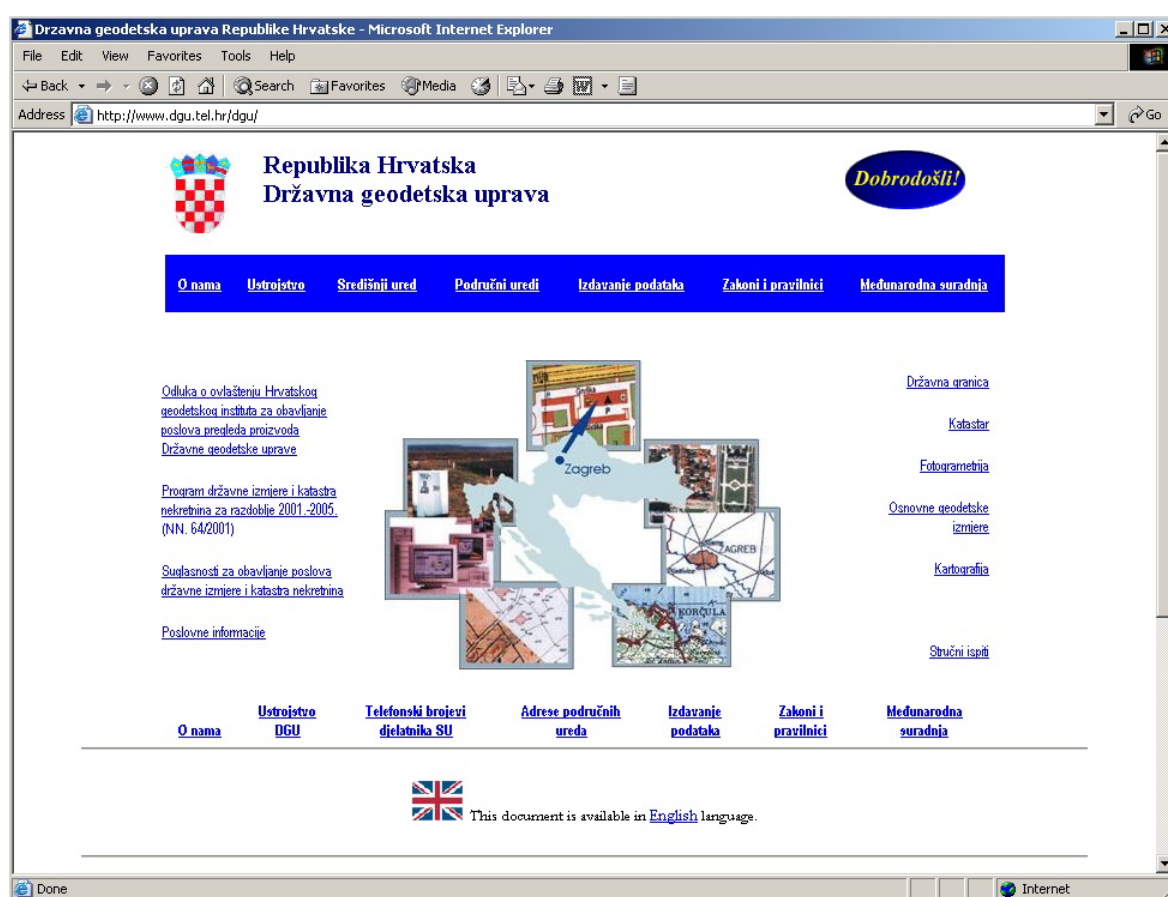 Drzavna geodetska uprava Republike Hrvatske - Microsoft Internet Explorer
File Edit View Favorites Tools Help
Back Search Favorites Media
Address http://www.dgu.tel.hr/dgu/ Go
Republika Hrvatska
Državna geodetska uprava
Dobrodošli!
O nama Ustrojstvo Središnji ured Područni uredi Izdavanje podataka Zakoni i pravilnici Međunarodna suradnja
Odluka o ovlaštenju Hrvatskog
geodetskog instituta za obavljanje
poslova pregleda proizvoda
Državne geodetske uprave
Program državne izmjere i katastra
nekretnina za razdoblje 2001.-2005.
(NN. 64/2001)
Suglasnosti za obavljanje poslova
državne izmjere i katastra nekretnina
Poslovne informacije
Zagreb
ZAGREB
KORČULA
Državna granica
Katastar
Fotogrametrija
Osnovne geodetske
izmjere
Kartografija
Stručni ispiti
O nama
Ustrojstvo
DGU
Telefonski brojevi
djelatnika SU
Adrese područnih
ureda
Izdavanje
podataka
Zakoni i
pravilnici
Međunarodna
suradnja
This document is available in English language.
Done Internet